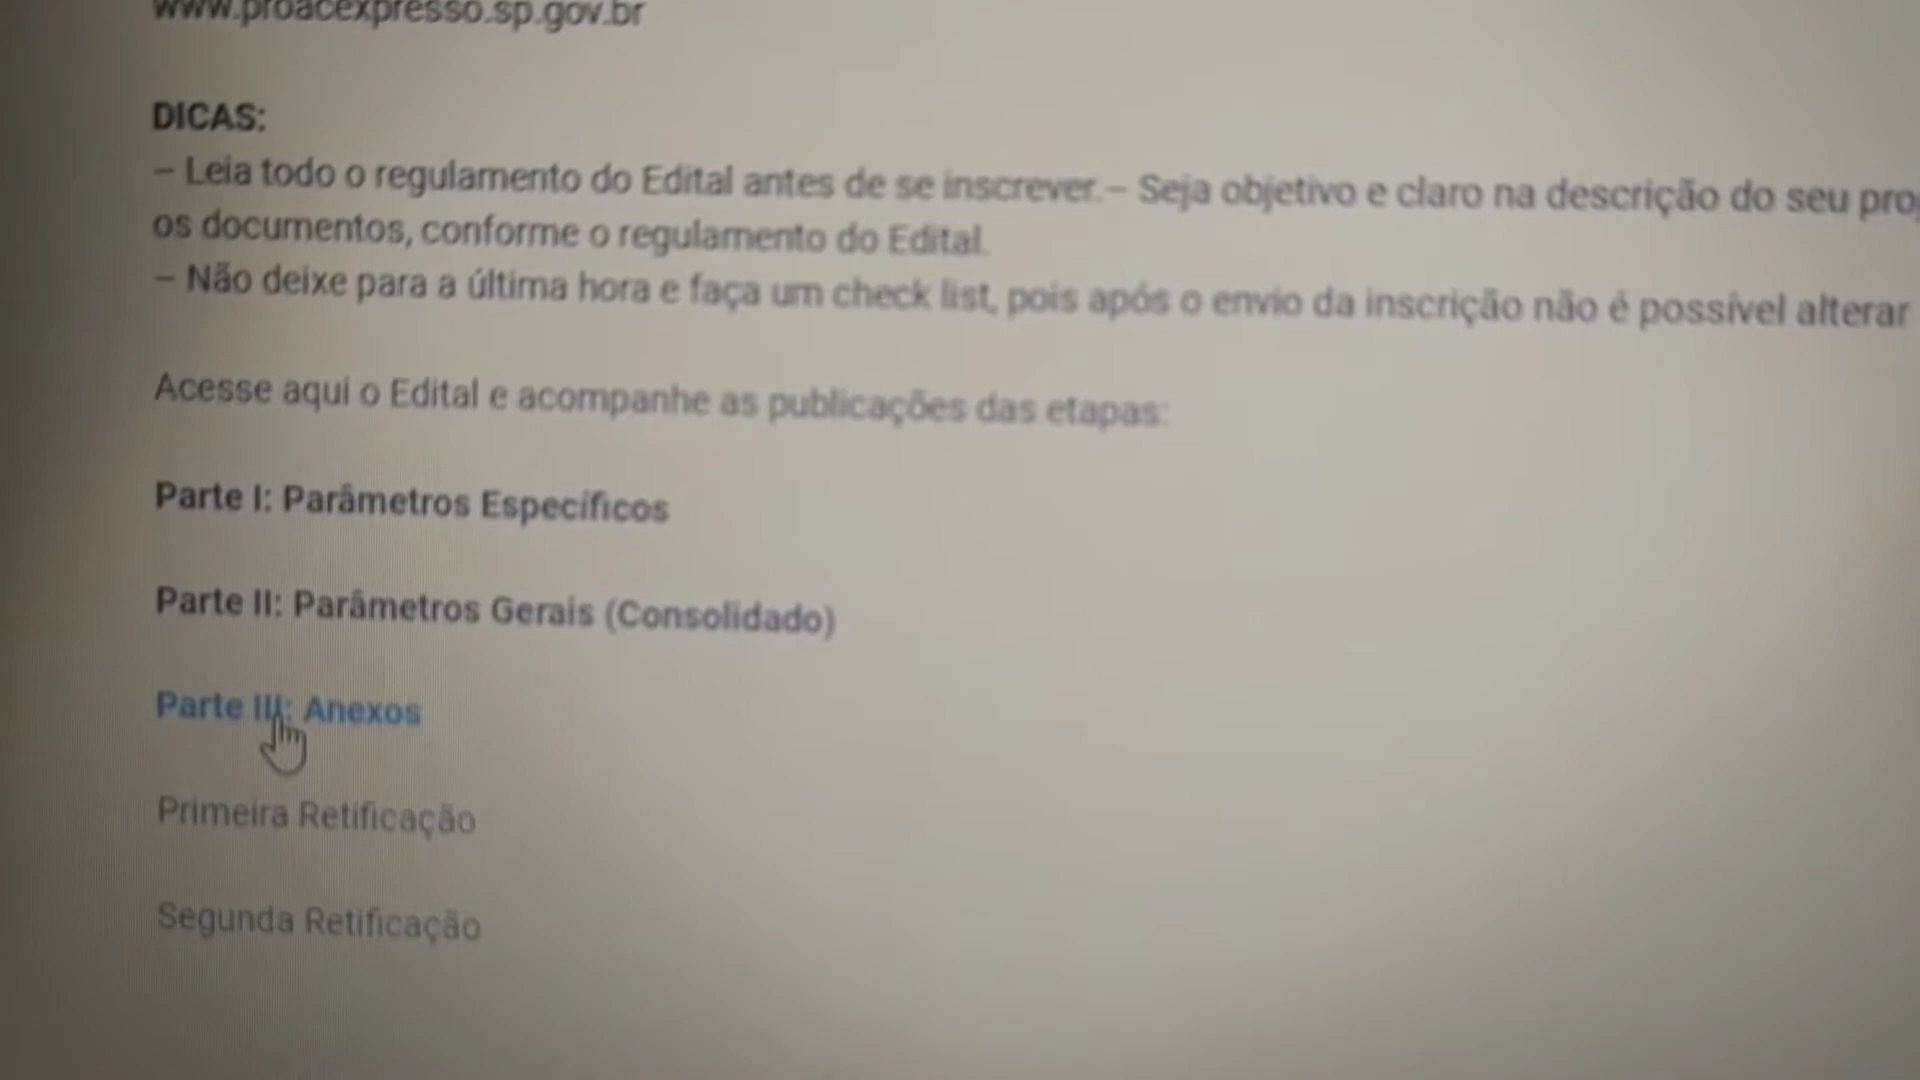 www.proacexpresso.sp.gov.br
DICAS:
– Leia todo o regulamento do Edital antes de se inscrever.– Seja objetivo e claro na descrição do seu
os documentos, conforme o regulamento do Edital.
– Não deixe para a última hora e faça um check list, pois após o envio da inscrição não é possível alterar
Acesse aqui o Edital e acompanhe as publicações das etapas:
Parte I: Parâmetros Específicos
Parte II: Parâmetros Gerais (Consolidado)
Parte III: Anexos
Primeira Retificação
Segunda Retificação